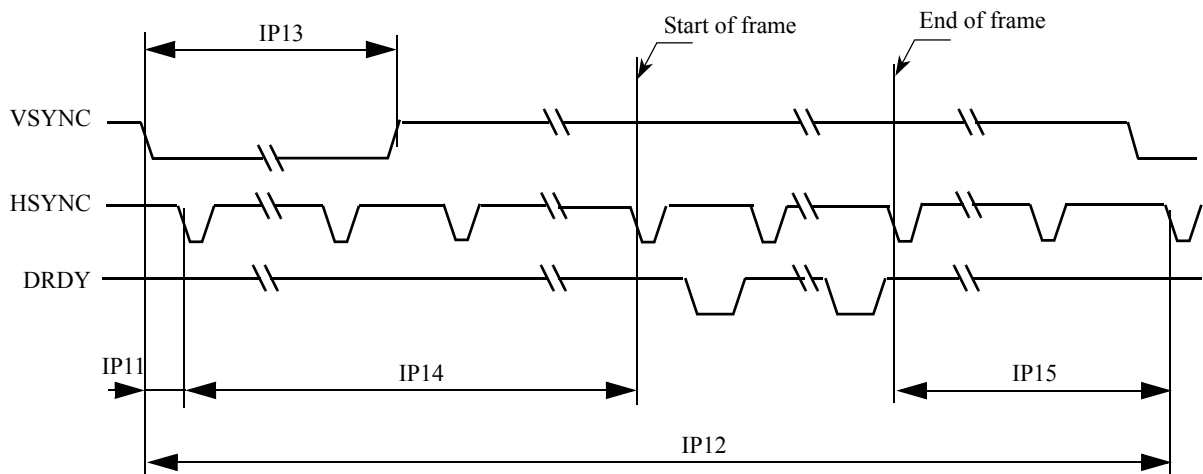 IP13
Start of frame
End of frame
VSYNC
HSYNC
DRDY
IP11
IP14
IP15
IP12